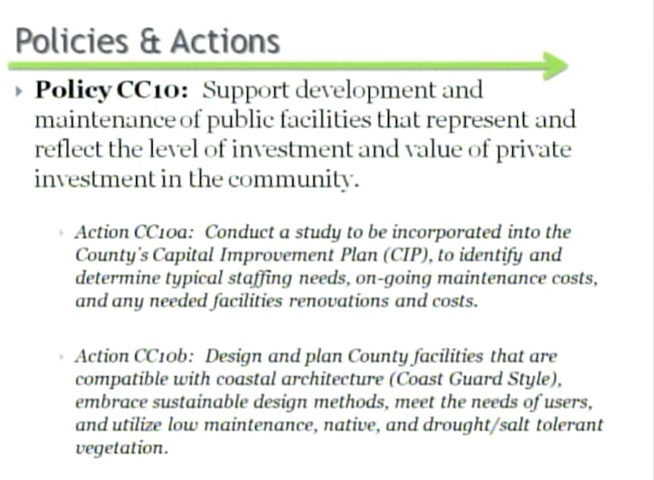 Policies & Actions
Policy CC10: Support development and
maintenance of public facilities that represent and
reflect the level of investment and value of private
investment in the community.
Action CC10a: Conduct a study to be incorporated into the
County's Capital Improvement Plan (CIP), to identify and
determine typical staffing needs, on-going maintenance costs,
and any needed facilities renovations and costs.
Action CC10b: Design and plan County facilities that are
compatible with coastal architecture (Coast Guard Style),
embrace sustainable design methods, meet the needs of users,
and utilize low maintenance, native, and drought/salt tolerant
vegetation.